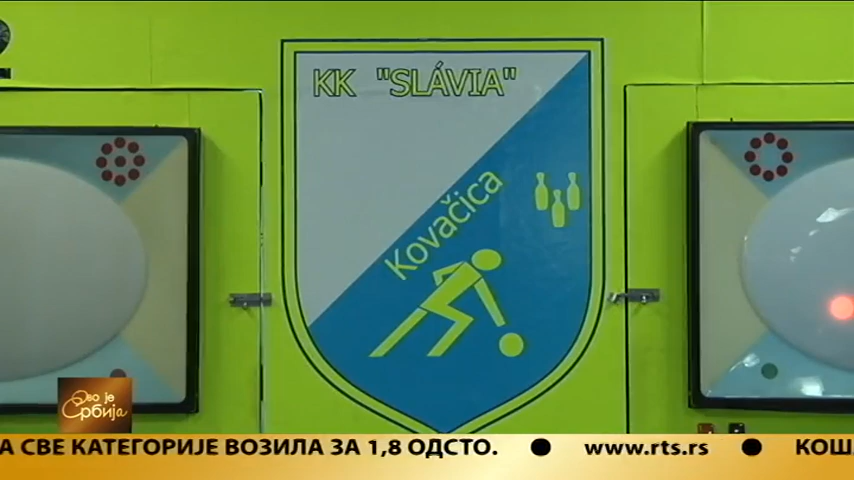 KK "SLÁVIA"
Kovačica
Ово је
Србија
А СВЕ КАТЕГОРИЈЕ ВОЗИЛА ЗА 1,8 ОДСТО. ● www.rts.rs ● КОШ